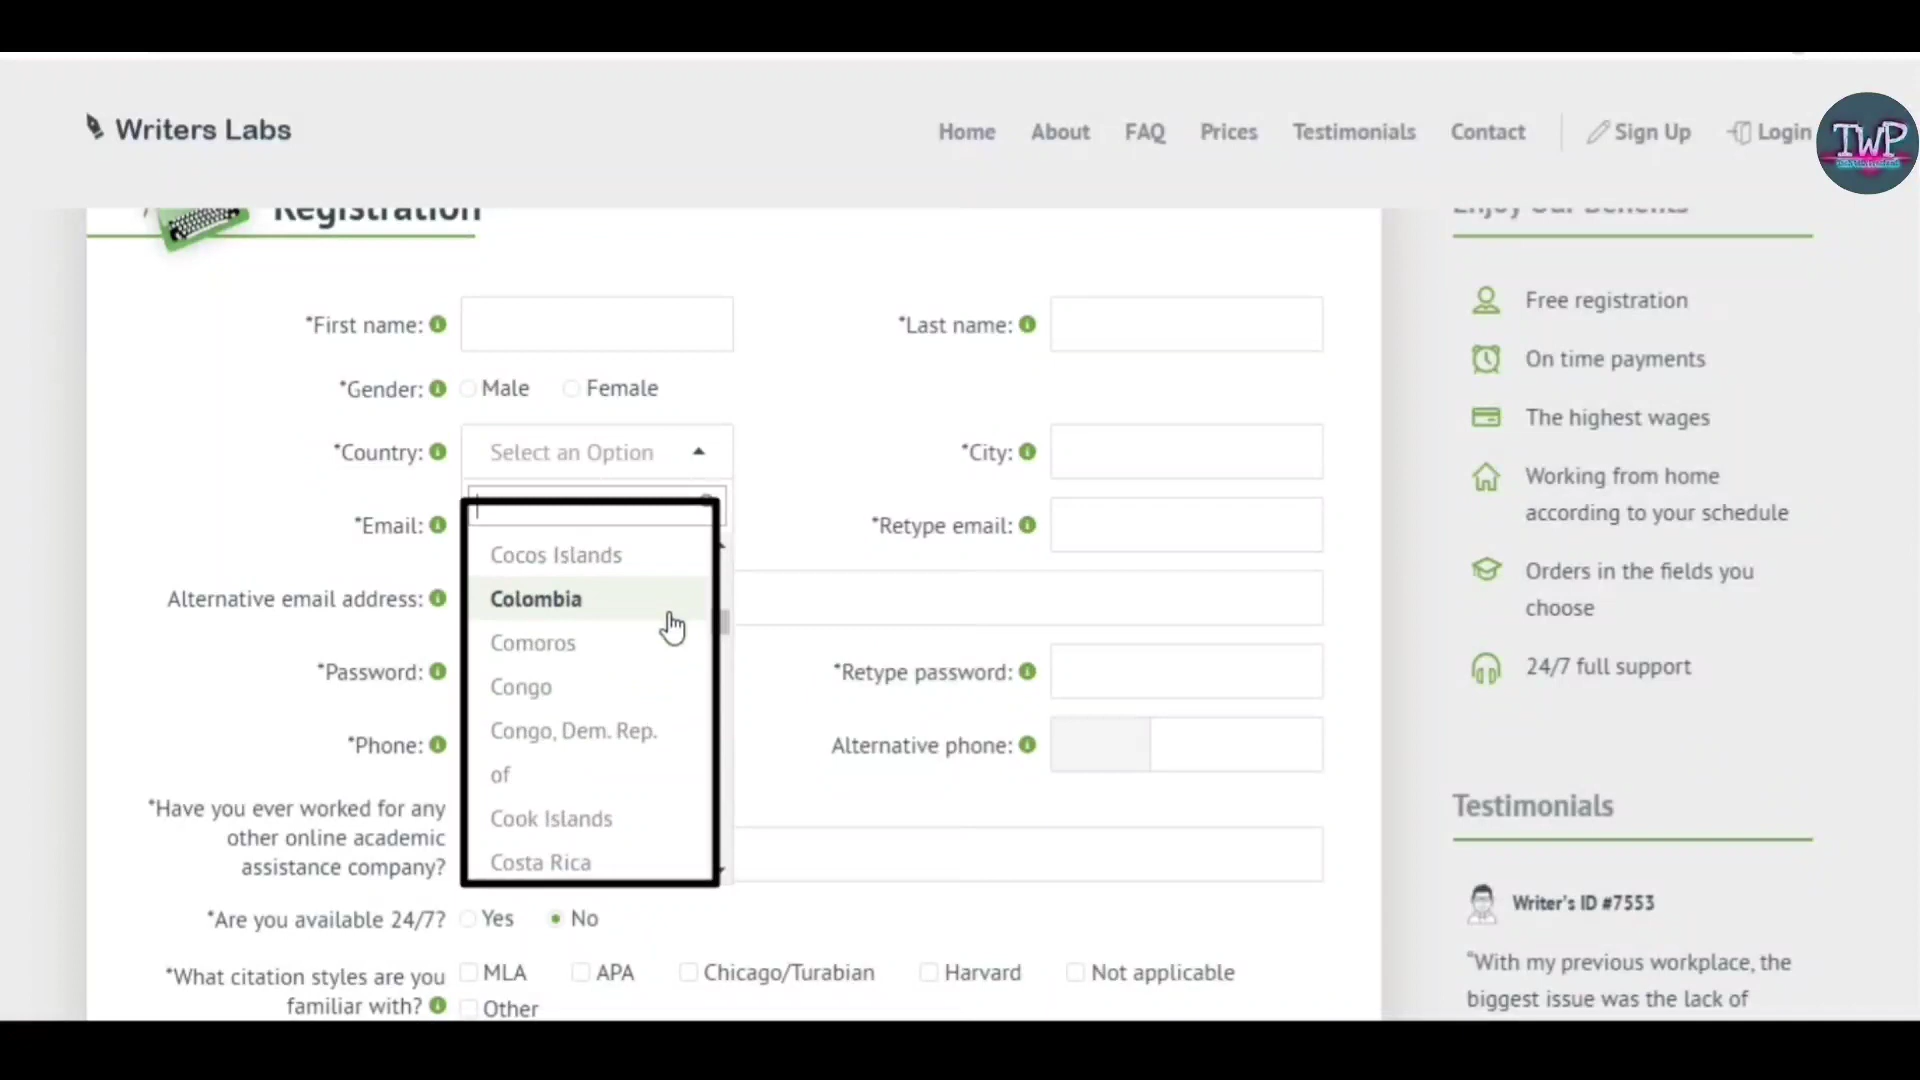 Writers Labs
Home About FAQ Prices Testimonials Contact Sign Up Login
TWP
Registration
Enjoy Our Benefits
*First name:
*Last name:
*Gender: Male Female
*Country: Select an Option
*City:
*Email:
*Retype email:
Cocos Islands
Colombia
Comoros
Congo
Congo, Dem. Rep.
of
Cook Islands
Costa Rica
Alternative email address:
*Password:
*Retype password:
*Phone:
Alternative phone:
*Have you ever worked for any
other online academic
assistance company?
*Are you available 24/7? Yes No
*What citation styles are you
familiar with?
MLA APA Chicago/Turabian Harvard Not applicable
Other
Free registration
On time payments
The highest wages
Working from home
according to your schedule
Orders in the fields you
choose
24/7 full support
Testimonials
Writer's ID #7553
“With my previous workplace, the
biggest issue was the lack of